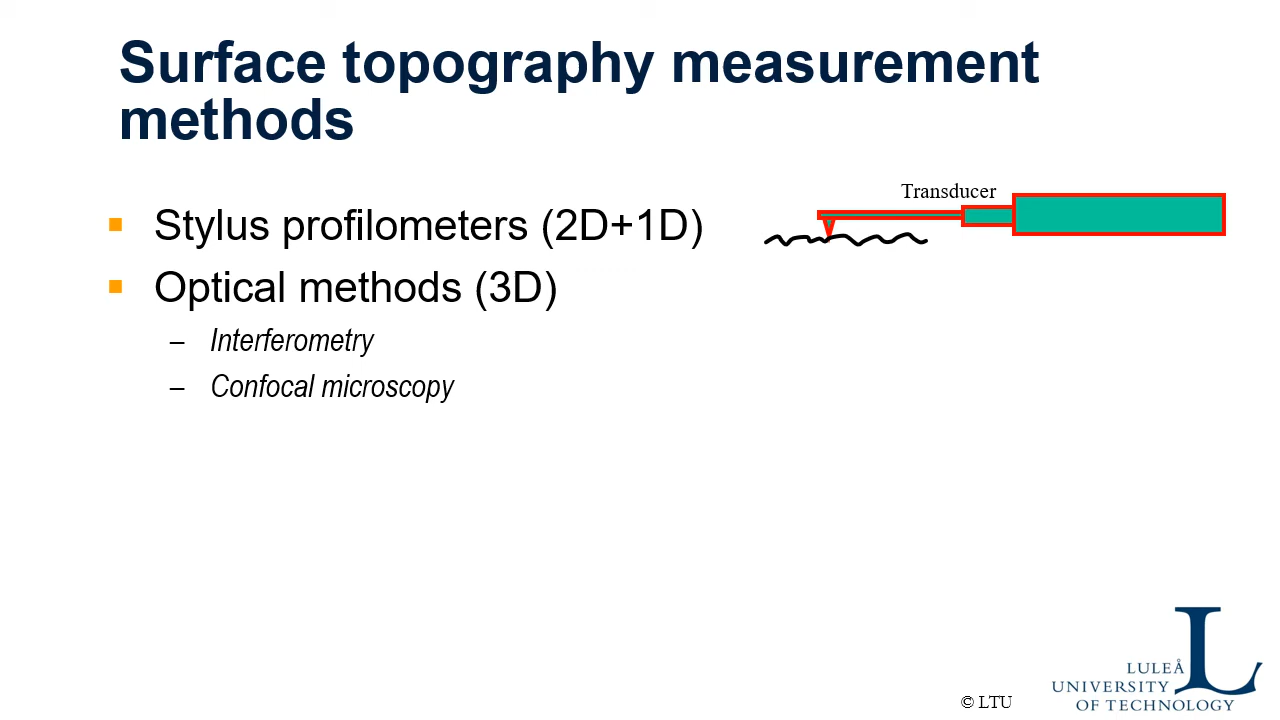 Surface topography measurement
methods
Transducer
▪ Stylus profilometers (2D+1D)
▪ Optical methods (3D)
– Interferometry
– Confocal microscopy
© LTU
LULEÅ
UNIVERSITY
OF TECHNOLOGY
L